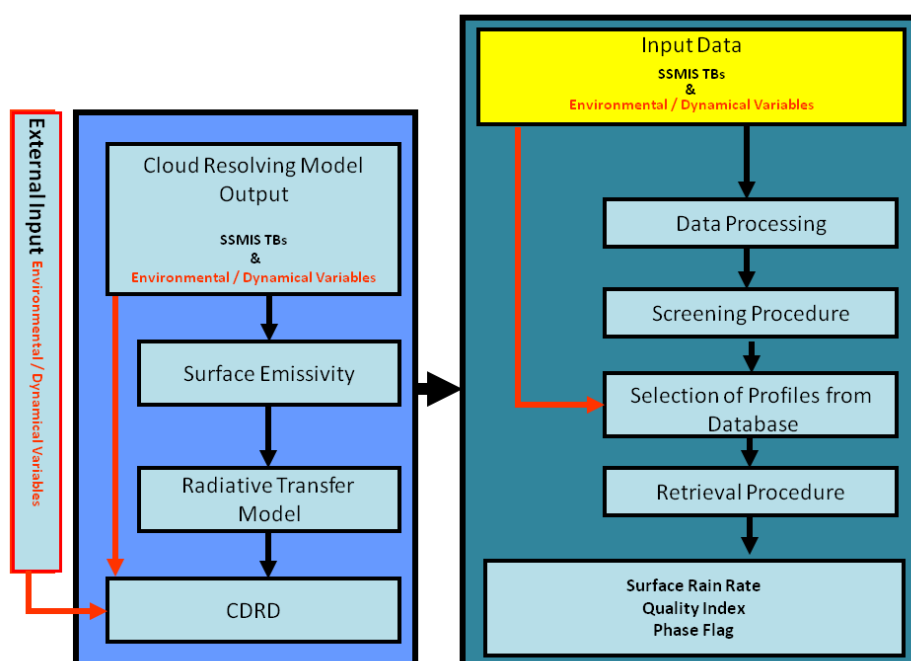 External Input Environmental / Dynamical Variables
Cloud Resolving Model
Output
SSMIS TBs
&
Environmental / Dynamical Variables
Surface Emissivity
Radiative Transfer
Model
CDRD
Input Data
SSMIS TBs
&
Environmental / Dynamical Variables
Data Processing
Screening Procedure
Selection of Profiles from
Database
Retrieval Procedure
Surface Rain Rate
Quality Index
Phase Flag